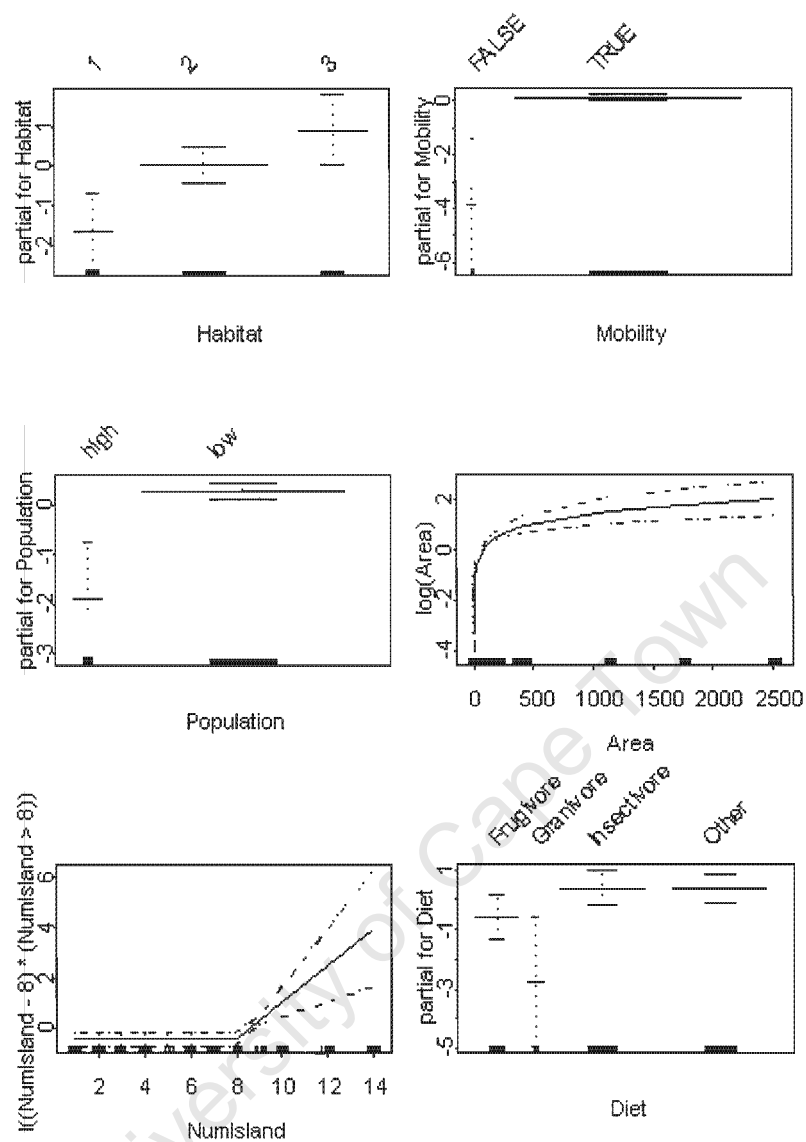 1 2 3
partial for Habitat
-2 -1 0 1
Habitat
FALSE TRUE
partial for Mobility
-6 -4 -2 0
Mobility
high low
partial for Population
-3 -2 -1 0
Population
log(Area)
-4 -2 0 2
0 500 1000 1500 2000 2500
Area
I((NumIsland - 8) * (NumIsland > 8))
0 2 4 6
2 4 6 8 10 12 14
NumIsland
Frugivore Granivore Insectivore Other
partial for Diet
-5 -3 -1 1
Diet
University of Cape Town